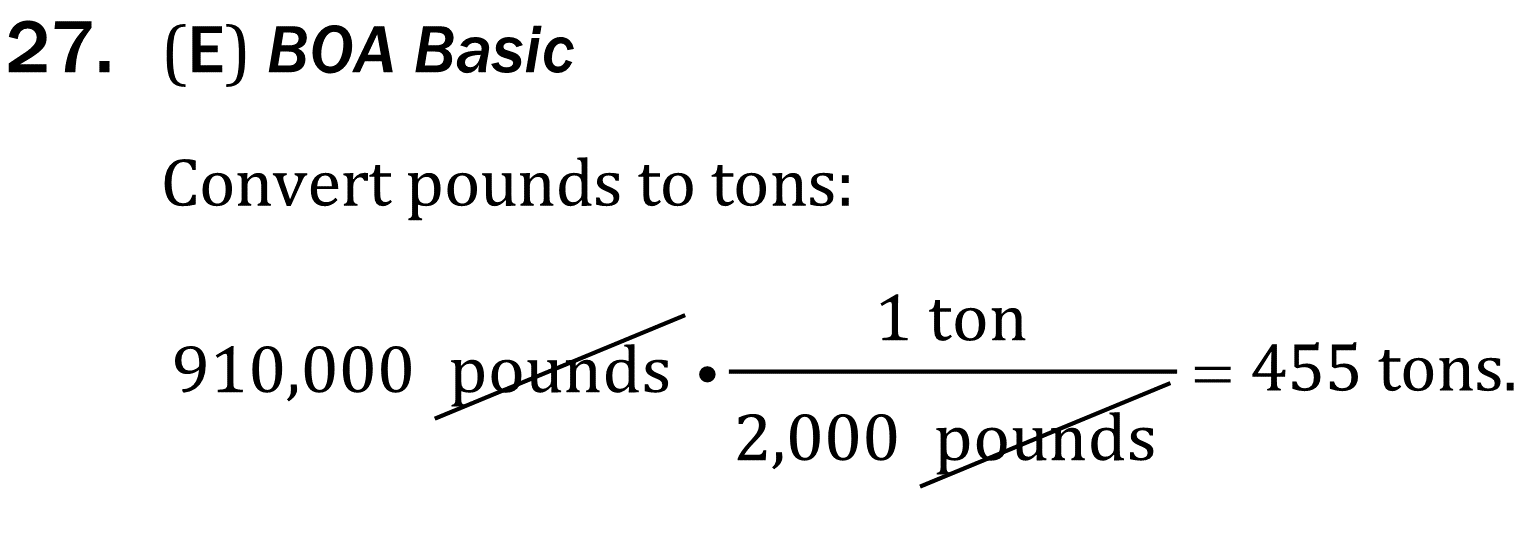 27. (E) BOA Basic
Convert pounds to tons:
910,000 pounds • 1 ton / 2,000 pounds = 455 tons.